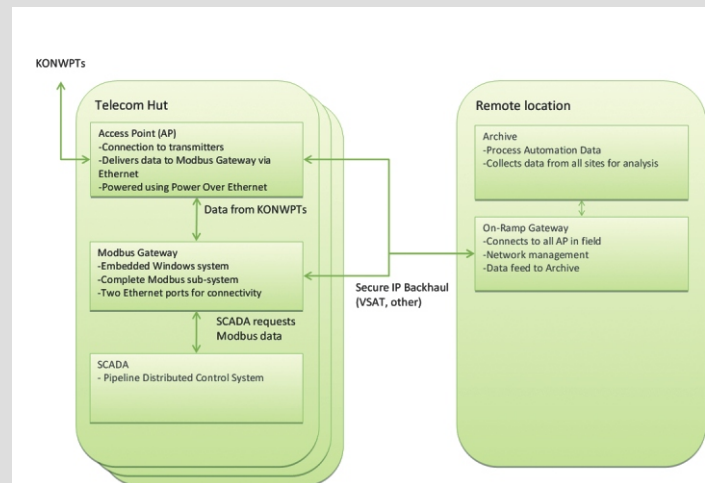 KONWPTs
Telecom Hut
Access Point (AP)
-Connection to transmitters
-Delivers data to Modbus Gateway via
Ethernet
-Powered using Power Over Ethernet
Data from KONWPTs
Modbus Gateway
-Embedded Windows system
-Complete Modbus sub-system
-Two Ethernet ports for connectivity
SCADA requests
Modbus data
SCADA
- Pipeline Distributed Control System
Secure IP Backhaul
(VSAT, other)
Remote location
Archive
-Process Automation Data
-Collects data from all sites for analysis
On-Ramp Gateway
-Connects to all AP in field
-Network management
-Data feed to Archive